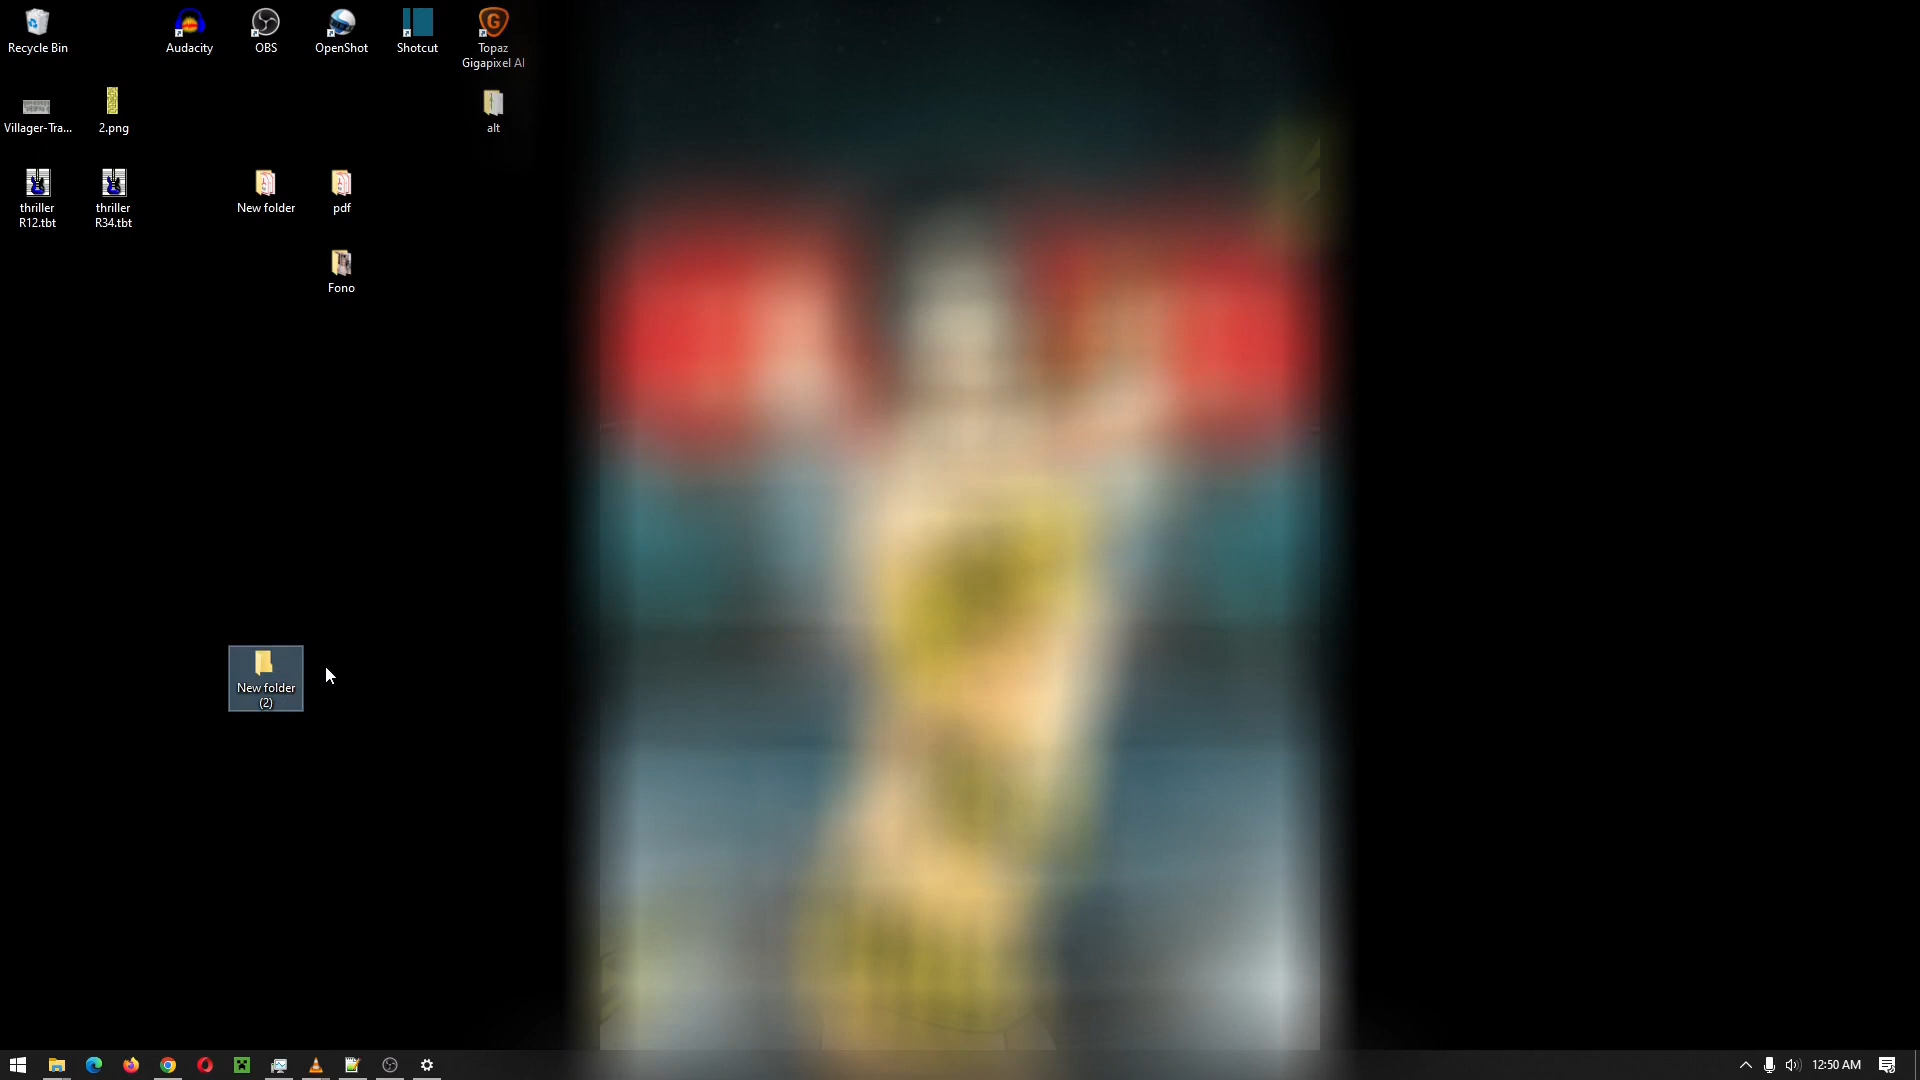 Recycle Bin
Audacity
OBS
OpenShot
Shotcut
Topaz
Gigapixel AI
Villager-Tra...
2.png
alt
thriller
R12.tbt
thriller
R34.tbt
New folder
pdf
Fono
New folder
(2)
12:50 AM